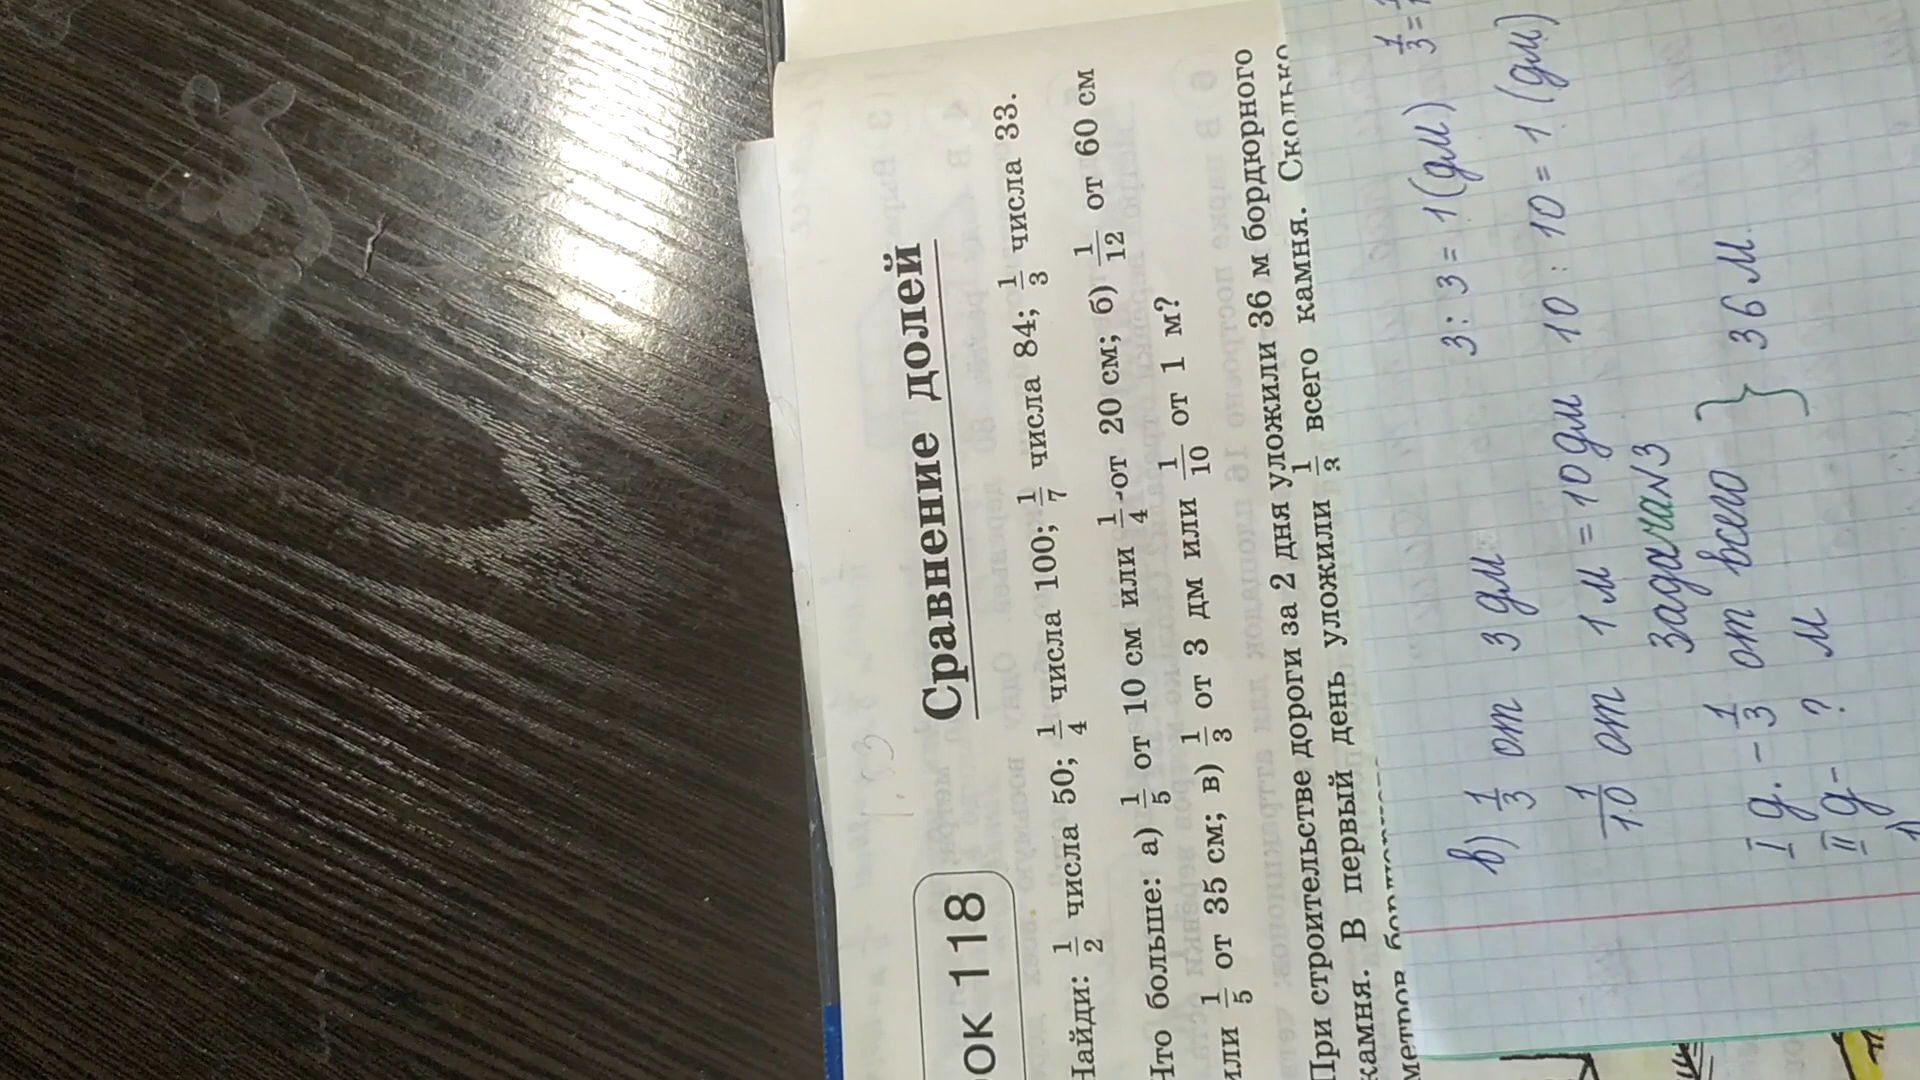 ОК 118
Сравнение долей
Найди: 1/2 числа 50; 1/4 числа 100; 1/7 числа 84; 1/3 числа 33.
Что больше: а) 1/5 от 10 см или 1/4 от 20 см; б) 1/12 от 60 см
или 1/5 от 35 см; в) 1/3 от 3 дм или 1/10 от 1 м?
При строительстве дороги за 2 дня уложили 36 м бордюрного
камня. В первый день уложили 1/3 всего камня. Сколько
метров
в) 1/3 от 3 дм 3 : 3 = 1 (дм) 1/3 =
1/10 от 1 м = 10 дм 10 : 10 = 1 (дм)
Задача N3
I д. - 1/3 от всего } 36 м.
II д - ? м